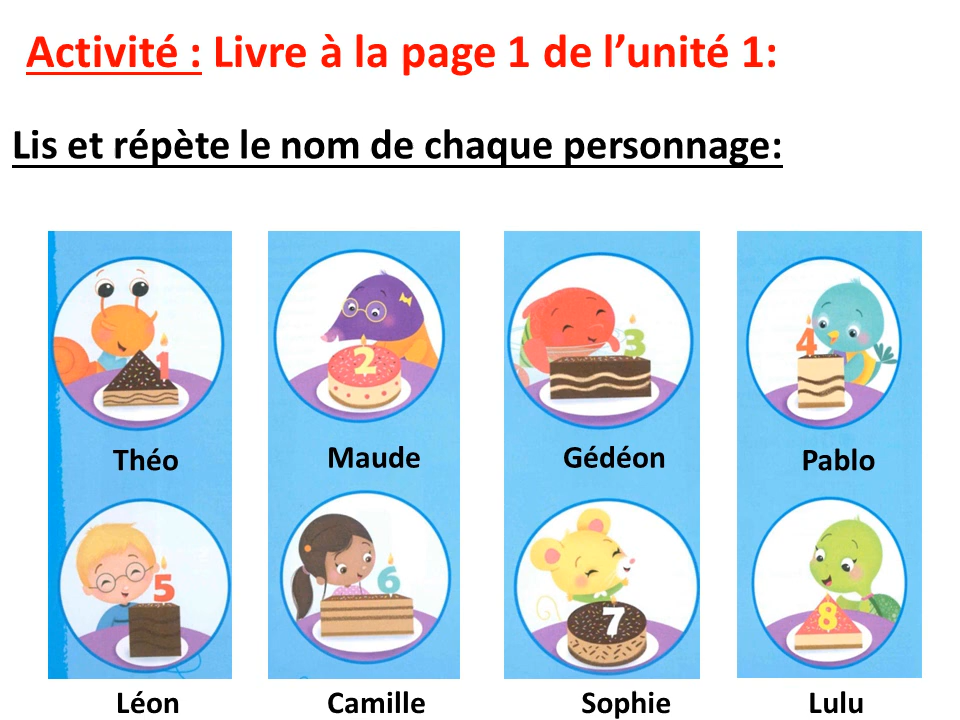 Activité : Livre à la page 1 de l’unité 1:
Lis et répète le nom de chaque personnage:
1 2 3 4
Théo Maude Gédéon Pablo
5 6 7 8
Léon Camille Sophie Lulu